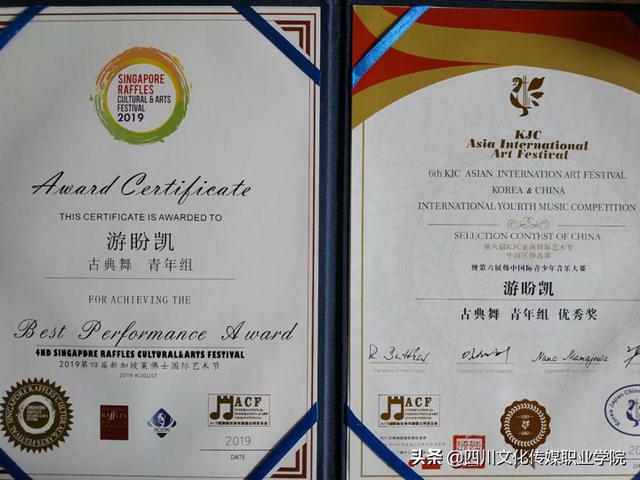 SINGAPORE
RAFFLES
CULTURAL & ARTS
FESTIVAL
2019
Award Certificate
THIS CERTIFICATE IS AWARDED TO
游盼凯
古典舞 青年组
FOR ACHIEVING THE
Best Performance Award
4ND SINGAPORE RAFFLES CULTURAL&ARTS FESTIVAL
2019第四届新加坡莱佛士国际艺术节
2019 AUGUST
RAFFLES
ACF
2019
DATE
KJC
Asia International
Art Festival
6th KJC ASIAN INTERNATION ART FESTIVAL
KOREA & CHINA
INTERNATIONAL YOURTH MUSIC COMPETITION
SELECTION CONTEST OF CHINA
第六届KJC亚洲国际艺术节
中国区预选赛
暨第六届韩中国际青少年音乐大赛
游盼凯
古典舞 青年组 优秀奖
ACF
DATE
头条 @四川文化传媒职业学院